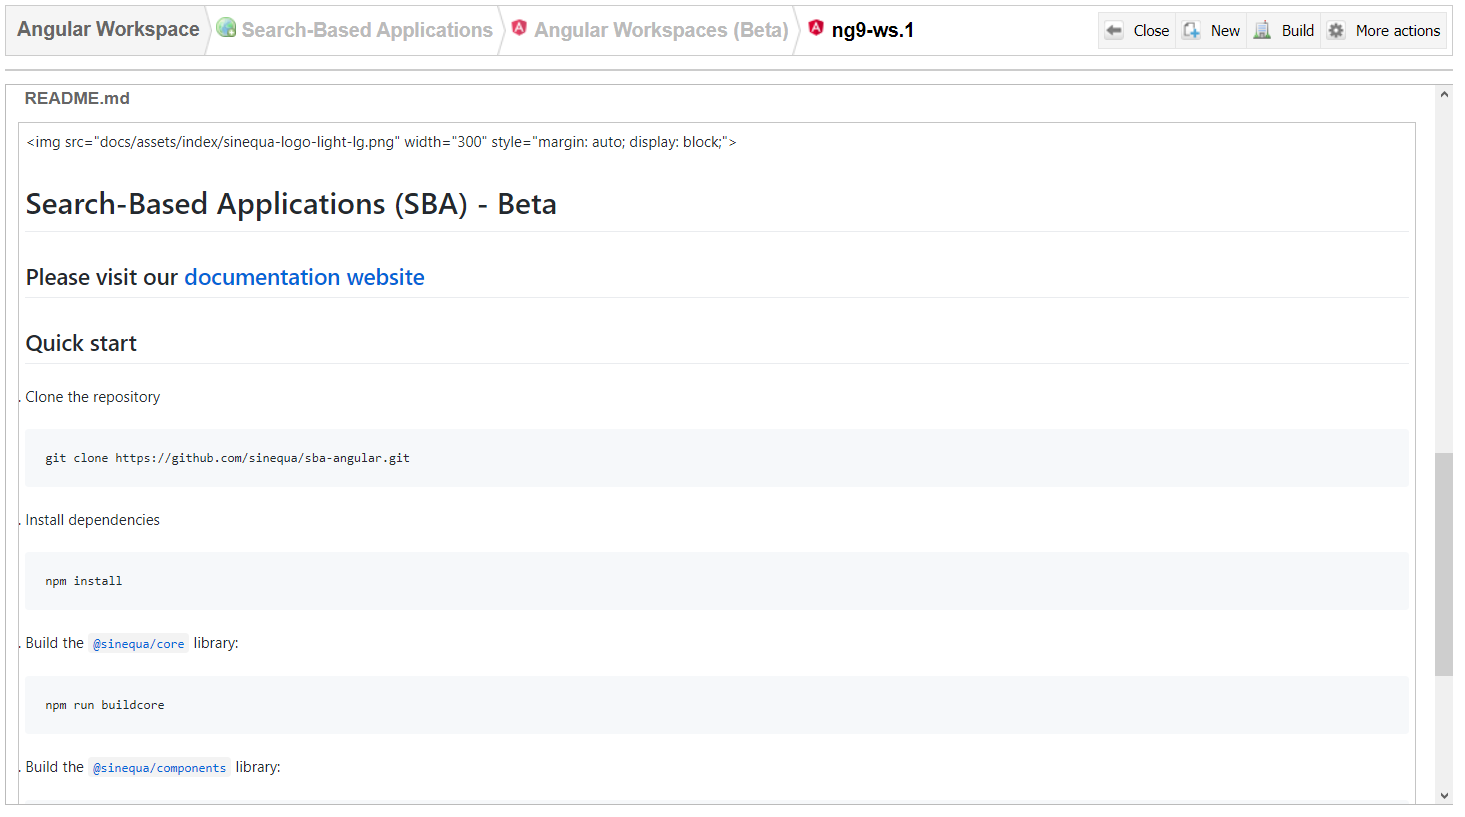 Angular Workspace Search-Based Applications Angular Workspaces (Beta) ng9-ws.1 Close New Build More actions
README.md
<img src="docs/assets/index/sinequa-logo-light-lg.png" width="300" style="margin: auto; display: block;">
Search-Based Applications (SBA) - Beta
Please visit our documentation website
Quick start
. Clone the repository
git clone https://github.com/sinequa/sba-angular.git
. Install dependencies
npm install
. Build the @sinequa/core library:
npm run buildcore
. Build the @sinequa/components library: